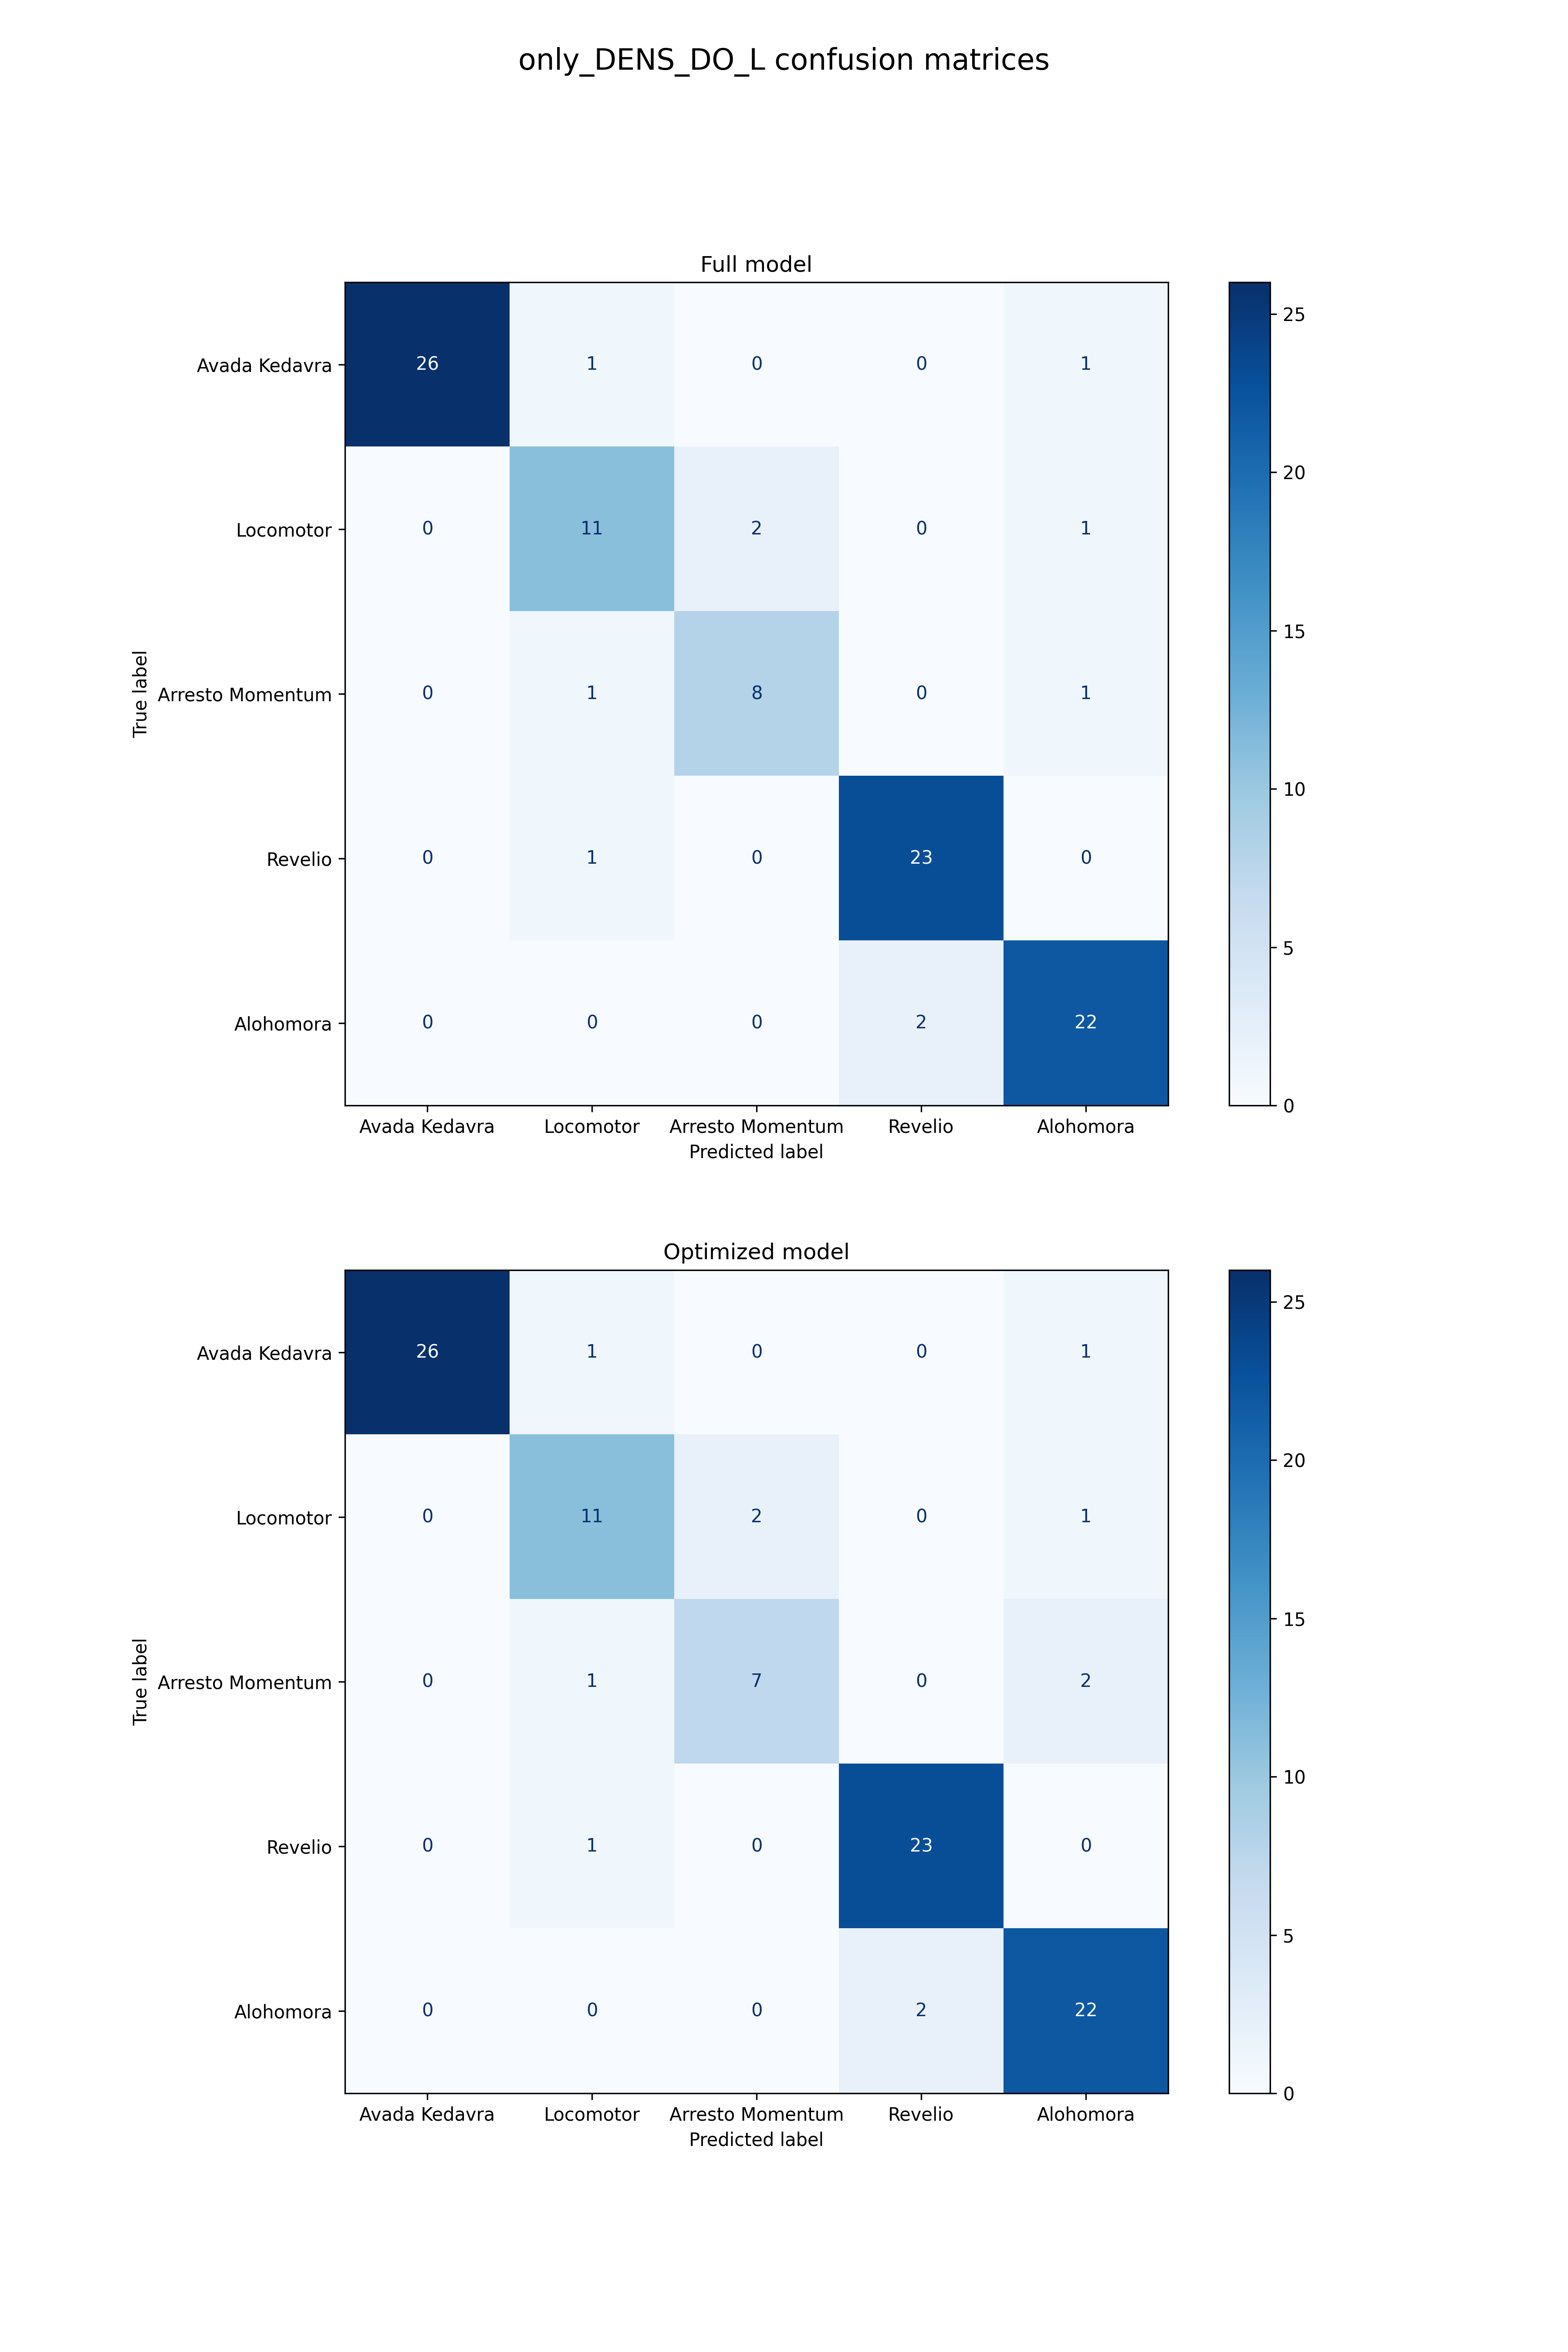 only_DENS_DO_L confusion matrices
Full model
True label
Avada Kedavra 26 1 0 0 1
Locomotor 0 11 2 0 1
Arresto Momentum 0 1 8 0 1
Revelio 0 1 0 23 0
Alohomora 0 0 0 2 22
Avada Kedavra Locomotor Arresto Momentum Revelio Alohomora
Predicted label
25
20
15
10
5
0
Optimized model
True label
Avada Kedavra 26 1 0 0 1
Locomotor 0 11 2 0 1
Arresto Momentum 0 1 7 0 2
Revelio 0 1 0 23 0
Alohomora 0 0 0 2 22
Avada Kedavra Locomotor Arresto Momentum Revelio Alohomora
Predicted label
25
20
15
10
5
0